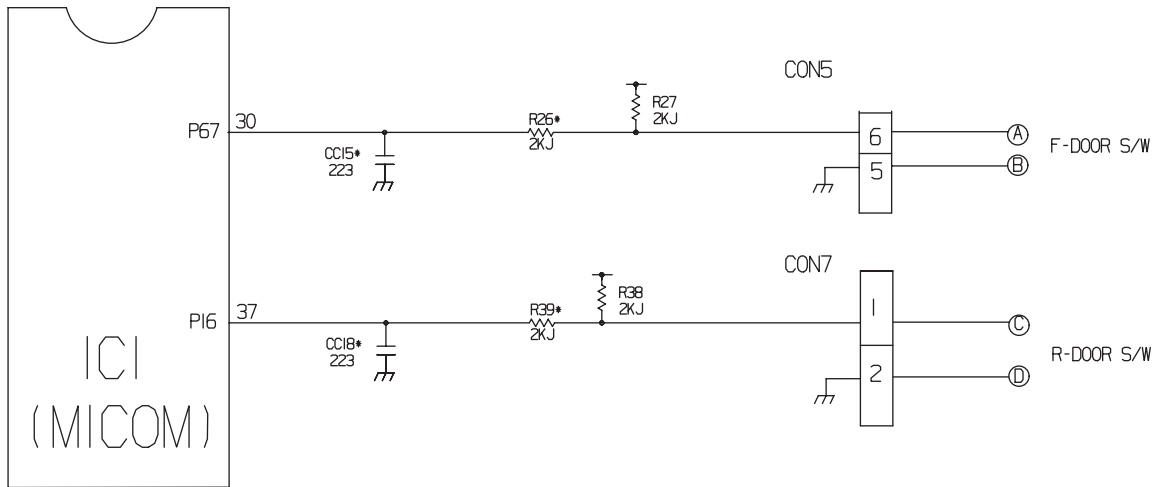 CON5
P67
30
R26*
2KJ
R27
2KJ
CC15*
223
6
5
A
B
F-DOOR S/W
CON7
P16
37
R39*
2KJ
R38
2KJ
CC18*
223
1
2
C
D
R-DOOR S/W
IC1
(MICOM)